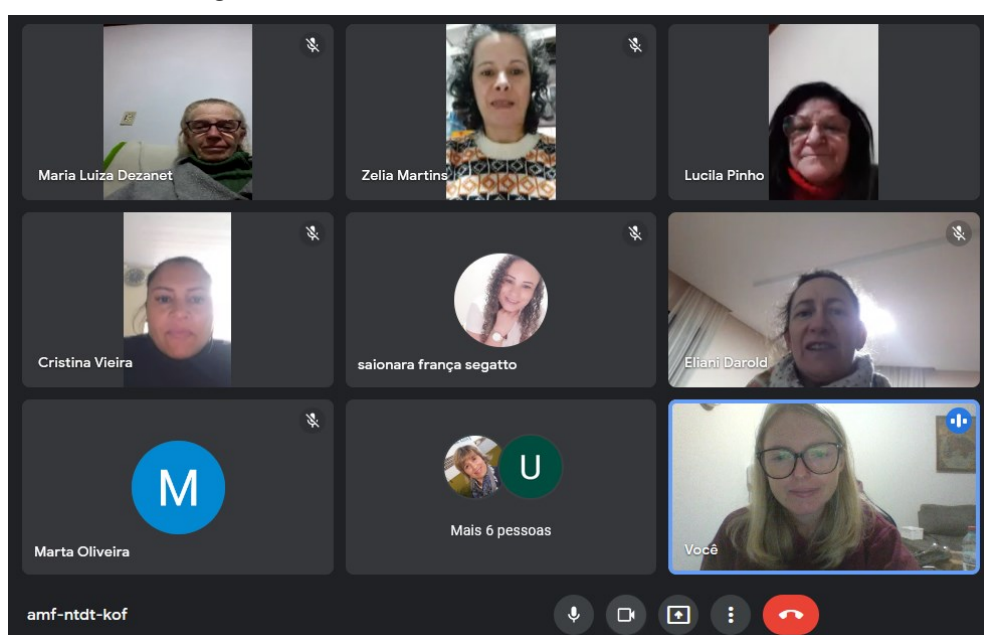 Maria Luiza Dezanet
Zelia Martins
Lucila Pinho
Cristina Vieira
saionara frança segatto
Eliani Darold
M
Marta Oliveira
U
Mais 6 pessoas
Você
amf-ntdt-kof